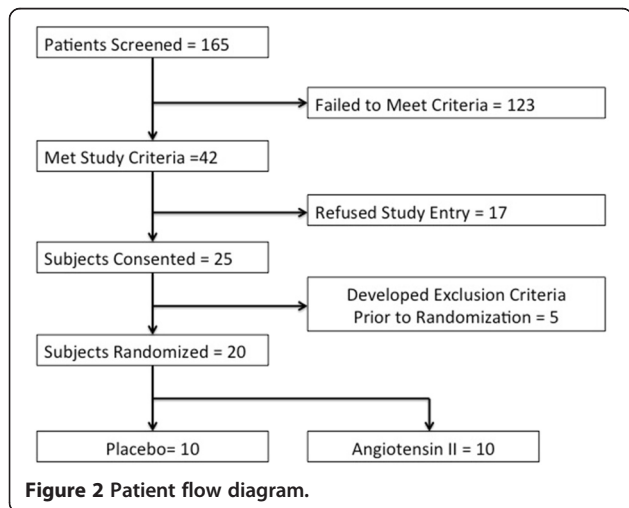 Patients Screened = 165
Failed to Meet Criteria = 123
Met Study Criteria =42
Refused Study Entry = 17
Subjects Consented = 25
Developed Exclusion Criteria
Prior to Randomization = 5
Subjects Randomized = 20
Placebo= 10
Angiotensin II = 10
Figure 2 Patient flow diagram.